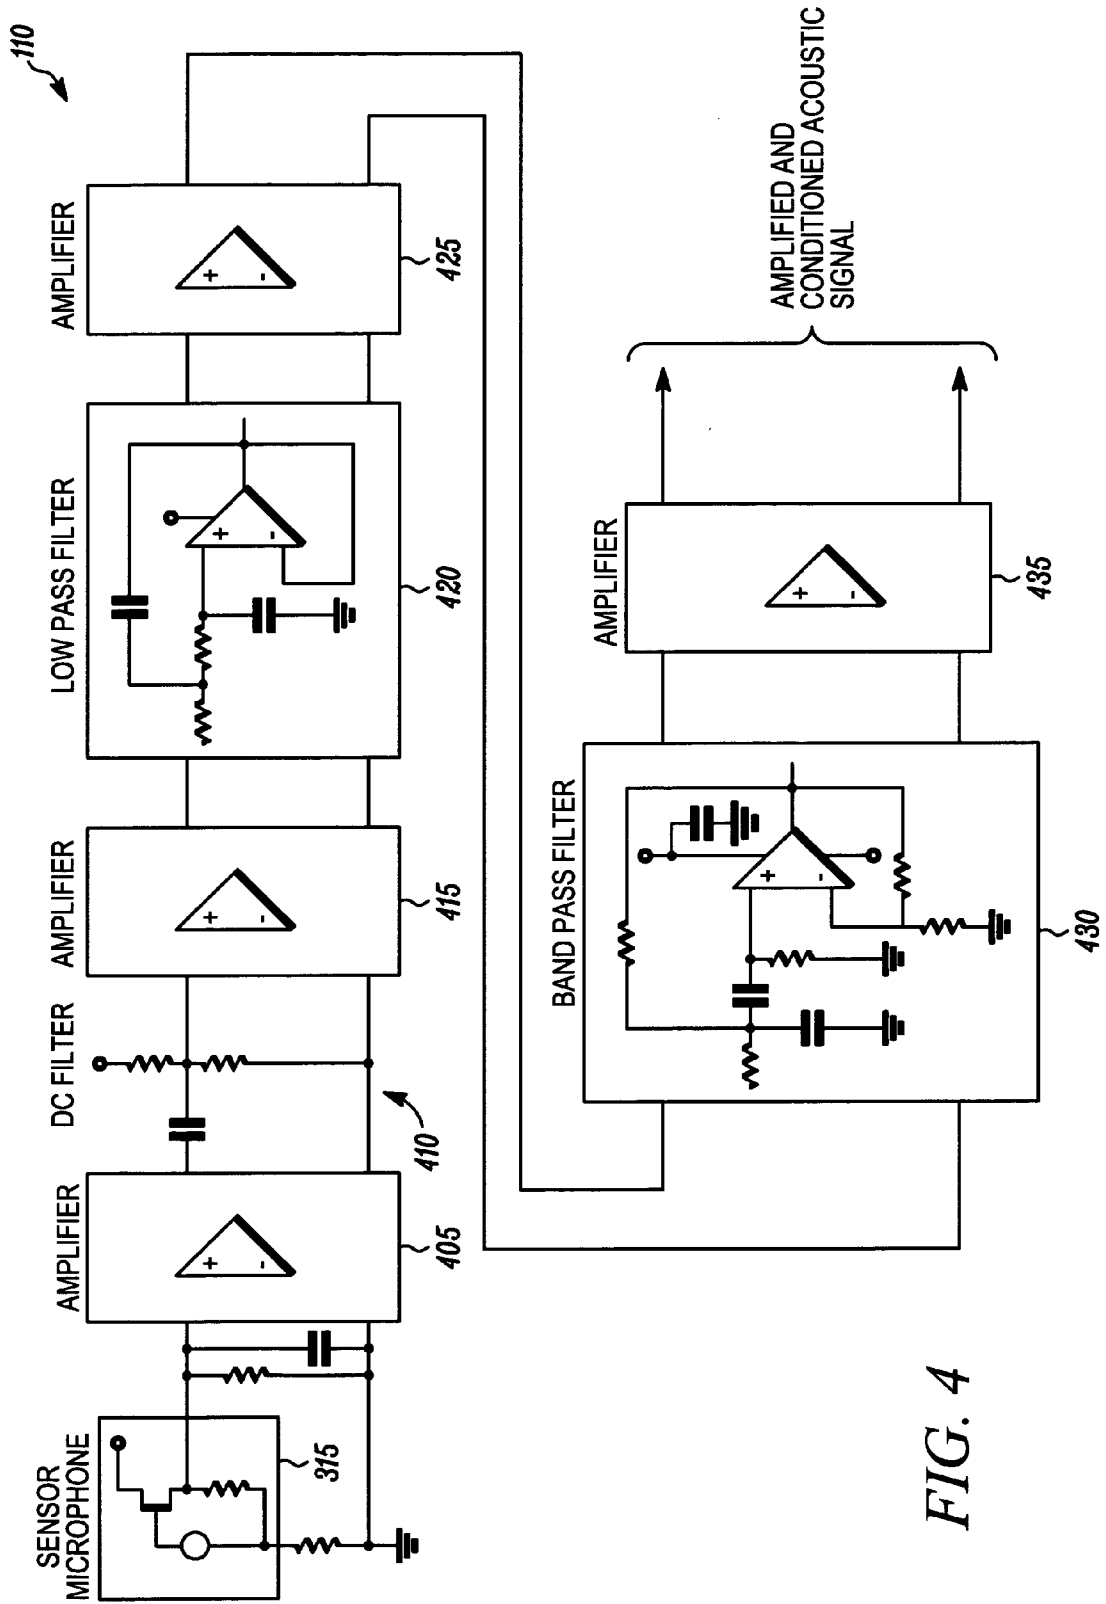 110
SENSOR
MICROPHONE
315
AMPLIFIER
+
-
405
DC FILTER
410
AMPLIFIER
+
-
415
LOW PASS FILTER
+
-
420
AMPLIFIER
+
-
425
BAND PASS FILTER
+
-
430
AMPLIFIER
+
-
435
AMPLIFIED AND
CONDITIONED ACOUSTIC
SIGNAL
FIG. 4